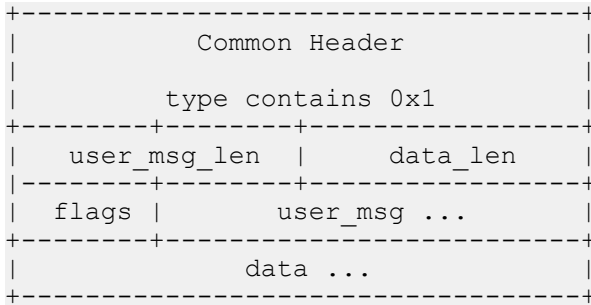 Common Header
type contains 0x1
user_msg_len | data_len
flags | user_msg ...
data ...